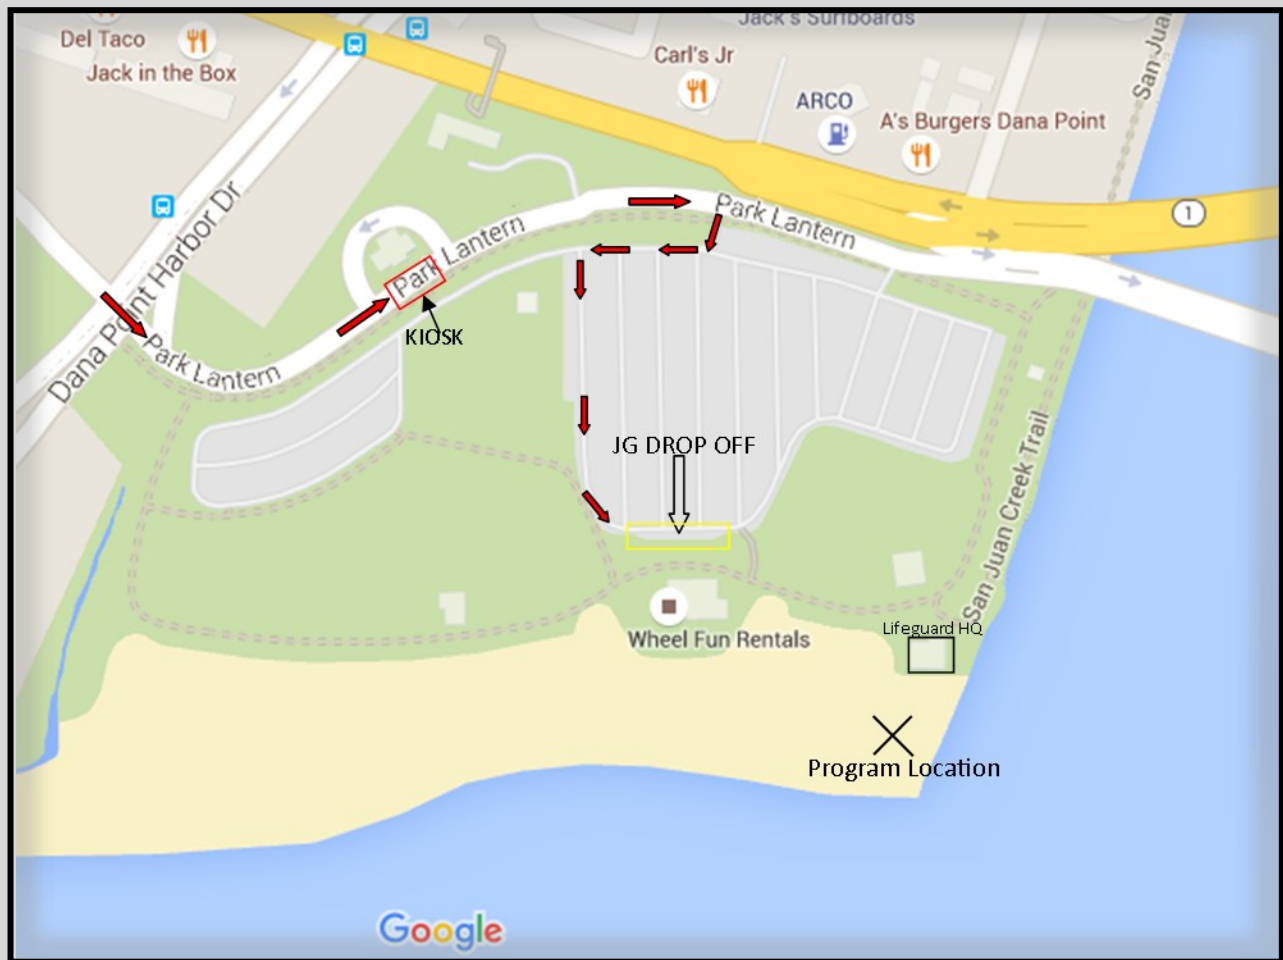 Jack's Surfboards
Del Taco
Jack in the Box
Carl's Jr
San Juan
ARCO
A's Burgers Dana Point
Dana Point Harbor Dr
Park Lantern
1
Park Lantern
Park Lantern
KIOSK
Park Lantern
JG DROP OFF
San Juan Creek Trail
Wheel Fun Rentals
Lifeguard HQ
Program Location
Google